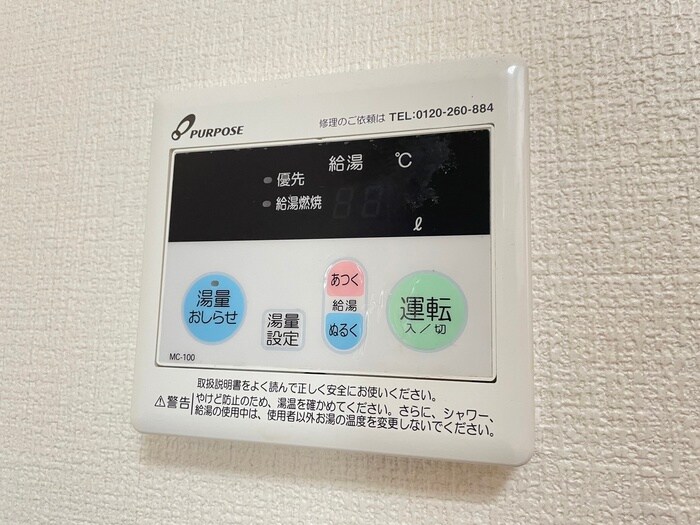 PURPOSE
修理のご依頼は TEL:0120-260-884
給湯 ℃
優先
給湯燃焼
ℓ
湯量
おしらせ
湯量
設定
あつく
給湯
ぬるく
運転
入/切
MC-100
取扱説明書をよく読んで正しく安全にお使いください。
⚠警告 やけど防止のため、湯温を確かめてください。さらに、シャワー、
給湯の使用中は、使用者以外お湯の温度を変更しないでください。